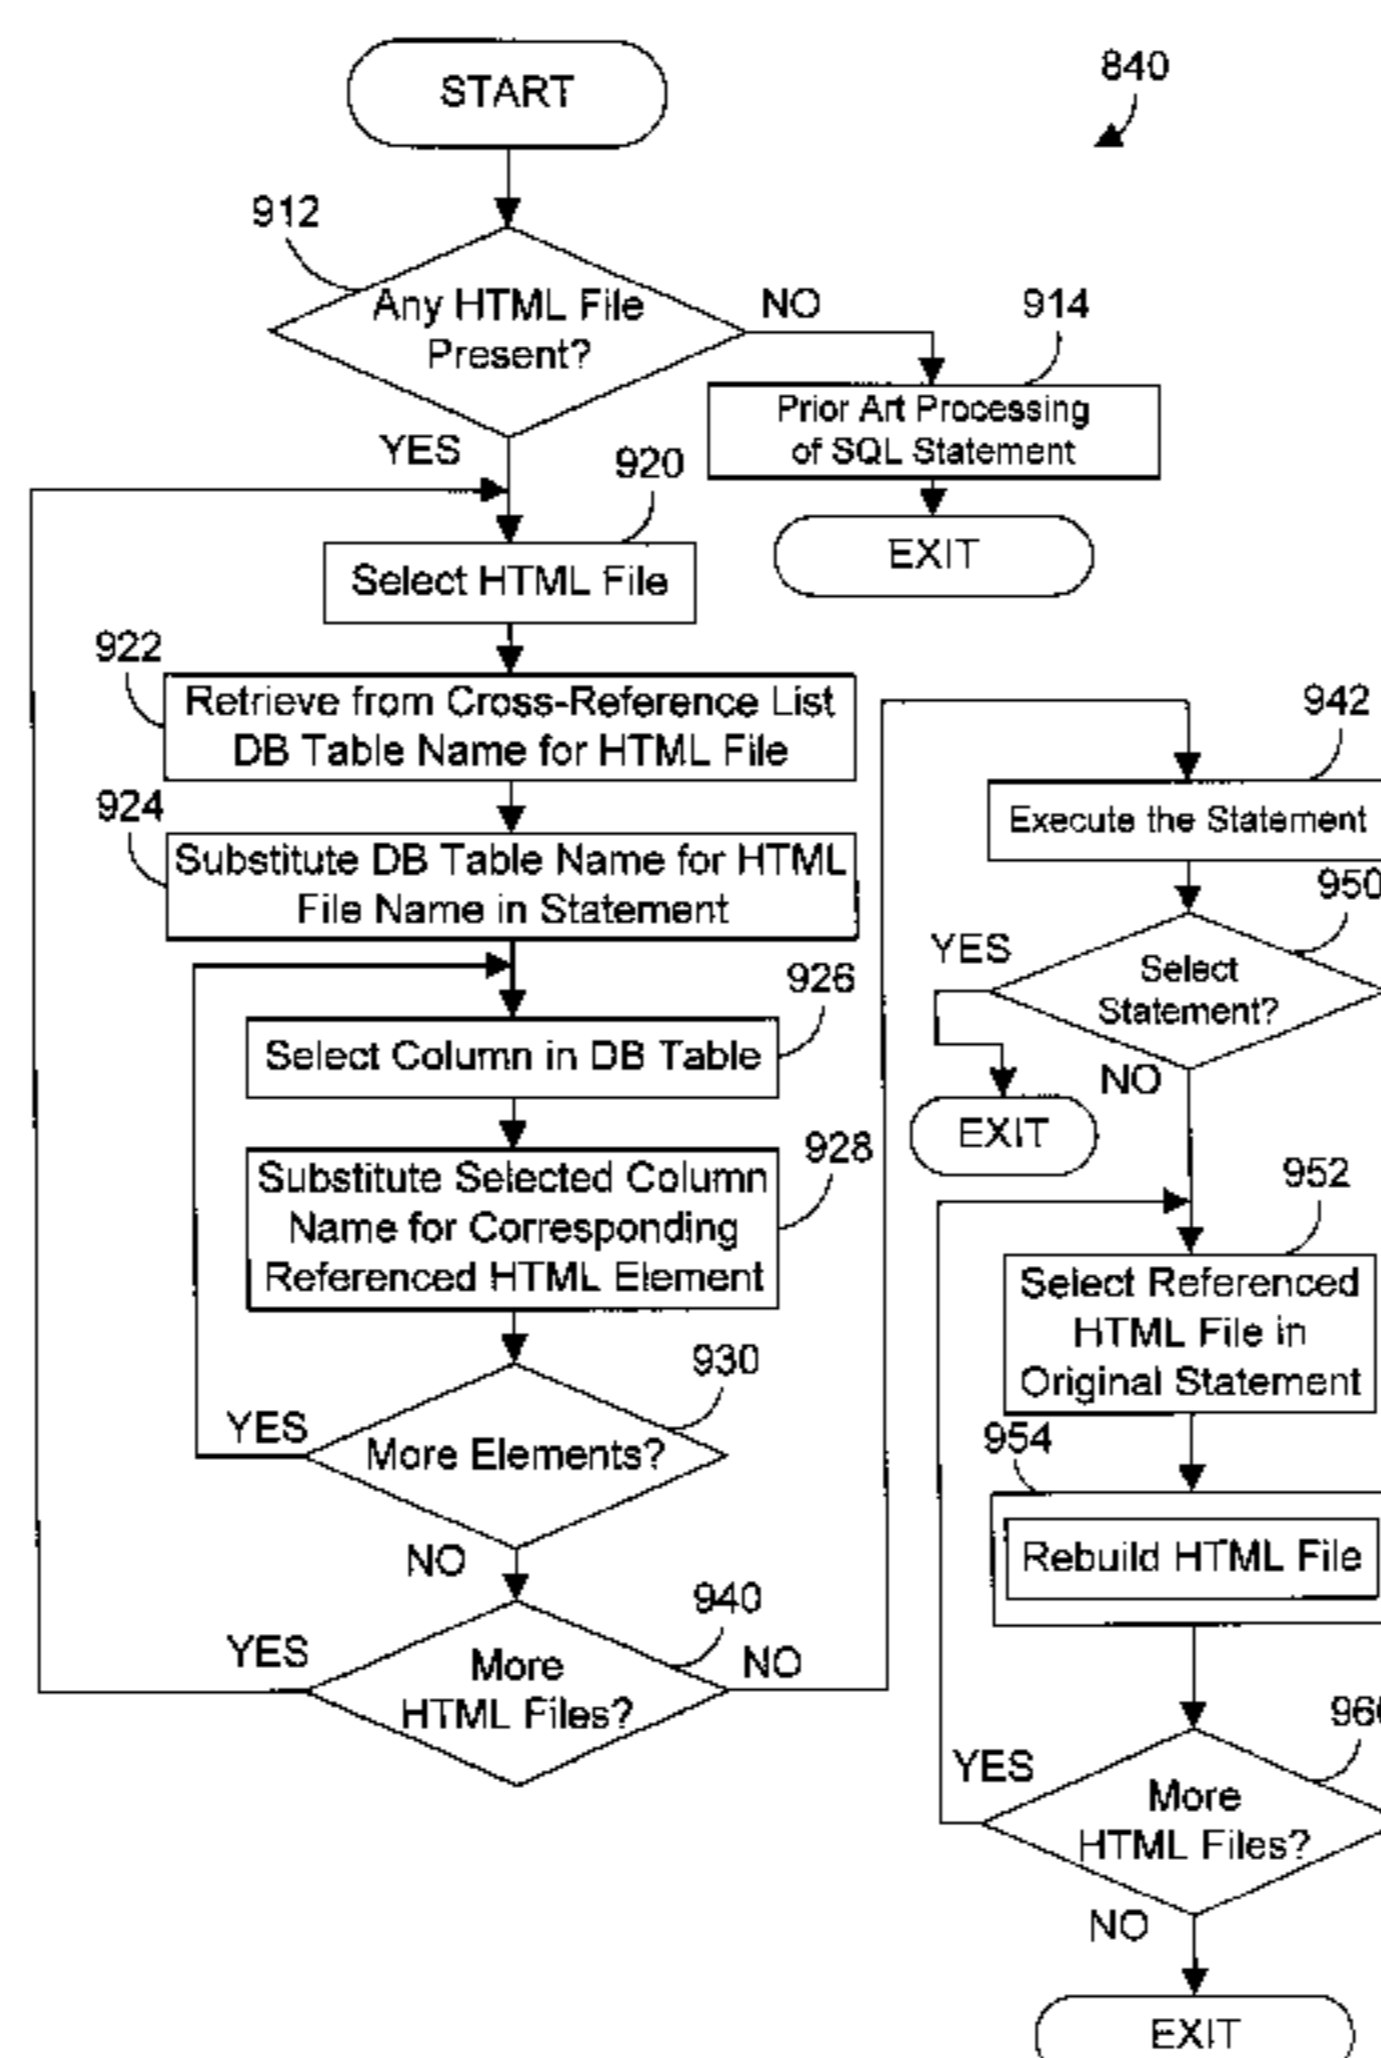 START
840
912
Any HTML File
Present?
NO
914
Prior Art Processing
of SQL Statement
YES
920
EXIT
Select HTML File
922
Retrieve from Cross-Reference List
DB Table Name for HTML File
924
Substitute DB Table Name for HTML
File Name in Statement
926
Select Column in DB Table
928
Substitute Selected Column
Name for Corresponding
Referenced HTML Element
930
YES
More Elements?
NO
940
YES
More
HTML Files?
NO
942
Execute the Statement
950
YES
Select
Statement?
NO
EXIT
952
Select Referenced
HTML File in
Original Statement
954
Rebuild HTML File
960
YES
More
HTML Files?
NO
EXIT